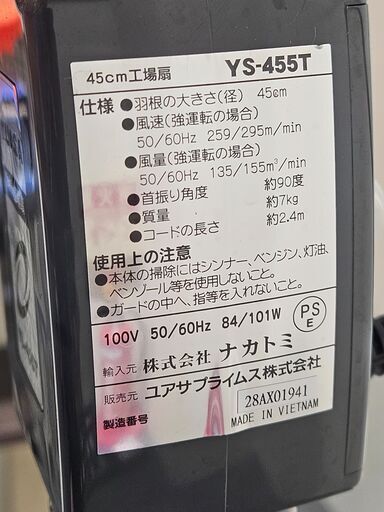 45cm工場扇 YS-455T
仕様 ●羽根の大きさ(径) 45cm
●風速(強運転の場合)
50/60Hz 259/295m/min
●風量(強運転の場合)
50/60Hz 135/155m³/min
●首振り角度 約90度
●質量 約7kg
●コードの長さ 約2.4m
使用上の注意
●本体の掃除にはシンナー、ベンジン、灯油、
ベンゾール等を使用しないこと。
●ガードの中へ、指等を入れないこと。
100V 50/60Hz 84/101W
PS
E
輸入元 株式会社 ナカトミ
販売元 ユアサプライムス株式会社
製造番号 28AX01941
MADE IN VIETNAM